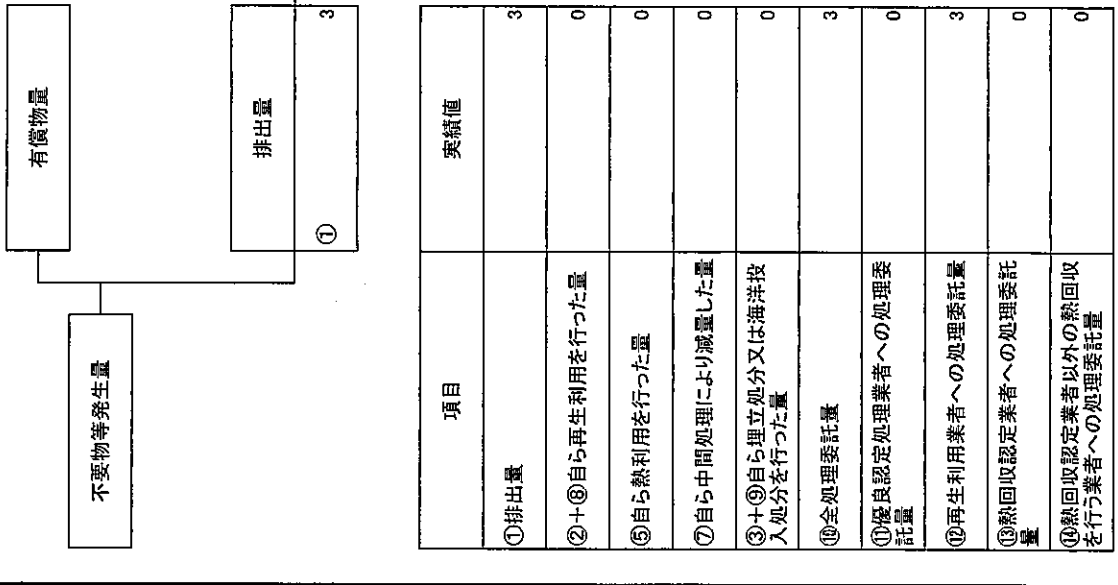 不要物等発生量
有償物量
排出量
① 3
項目 実績値
①排出量 3
②+⑧自ら再生利用を行った量 0
⑤自ら熱利用を行った量 0
⑦自ら中間処理により減量した量 0
③+⑨自ら埋立処分又は海洋投
入処分を行った量 0
⑩全処理委託量 3
⑪優良認定処理業者への処理委
託量 0
⑫再生利用業者への処理委託量 3
⑬熱回収認定業者への処理委託
量 0
⑭熱回収認定業者以外の熱回収
を行う業者への処理委託量 0